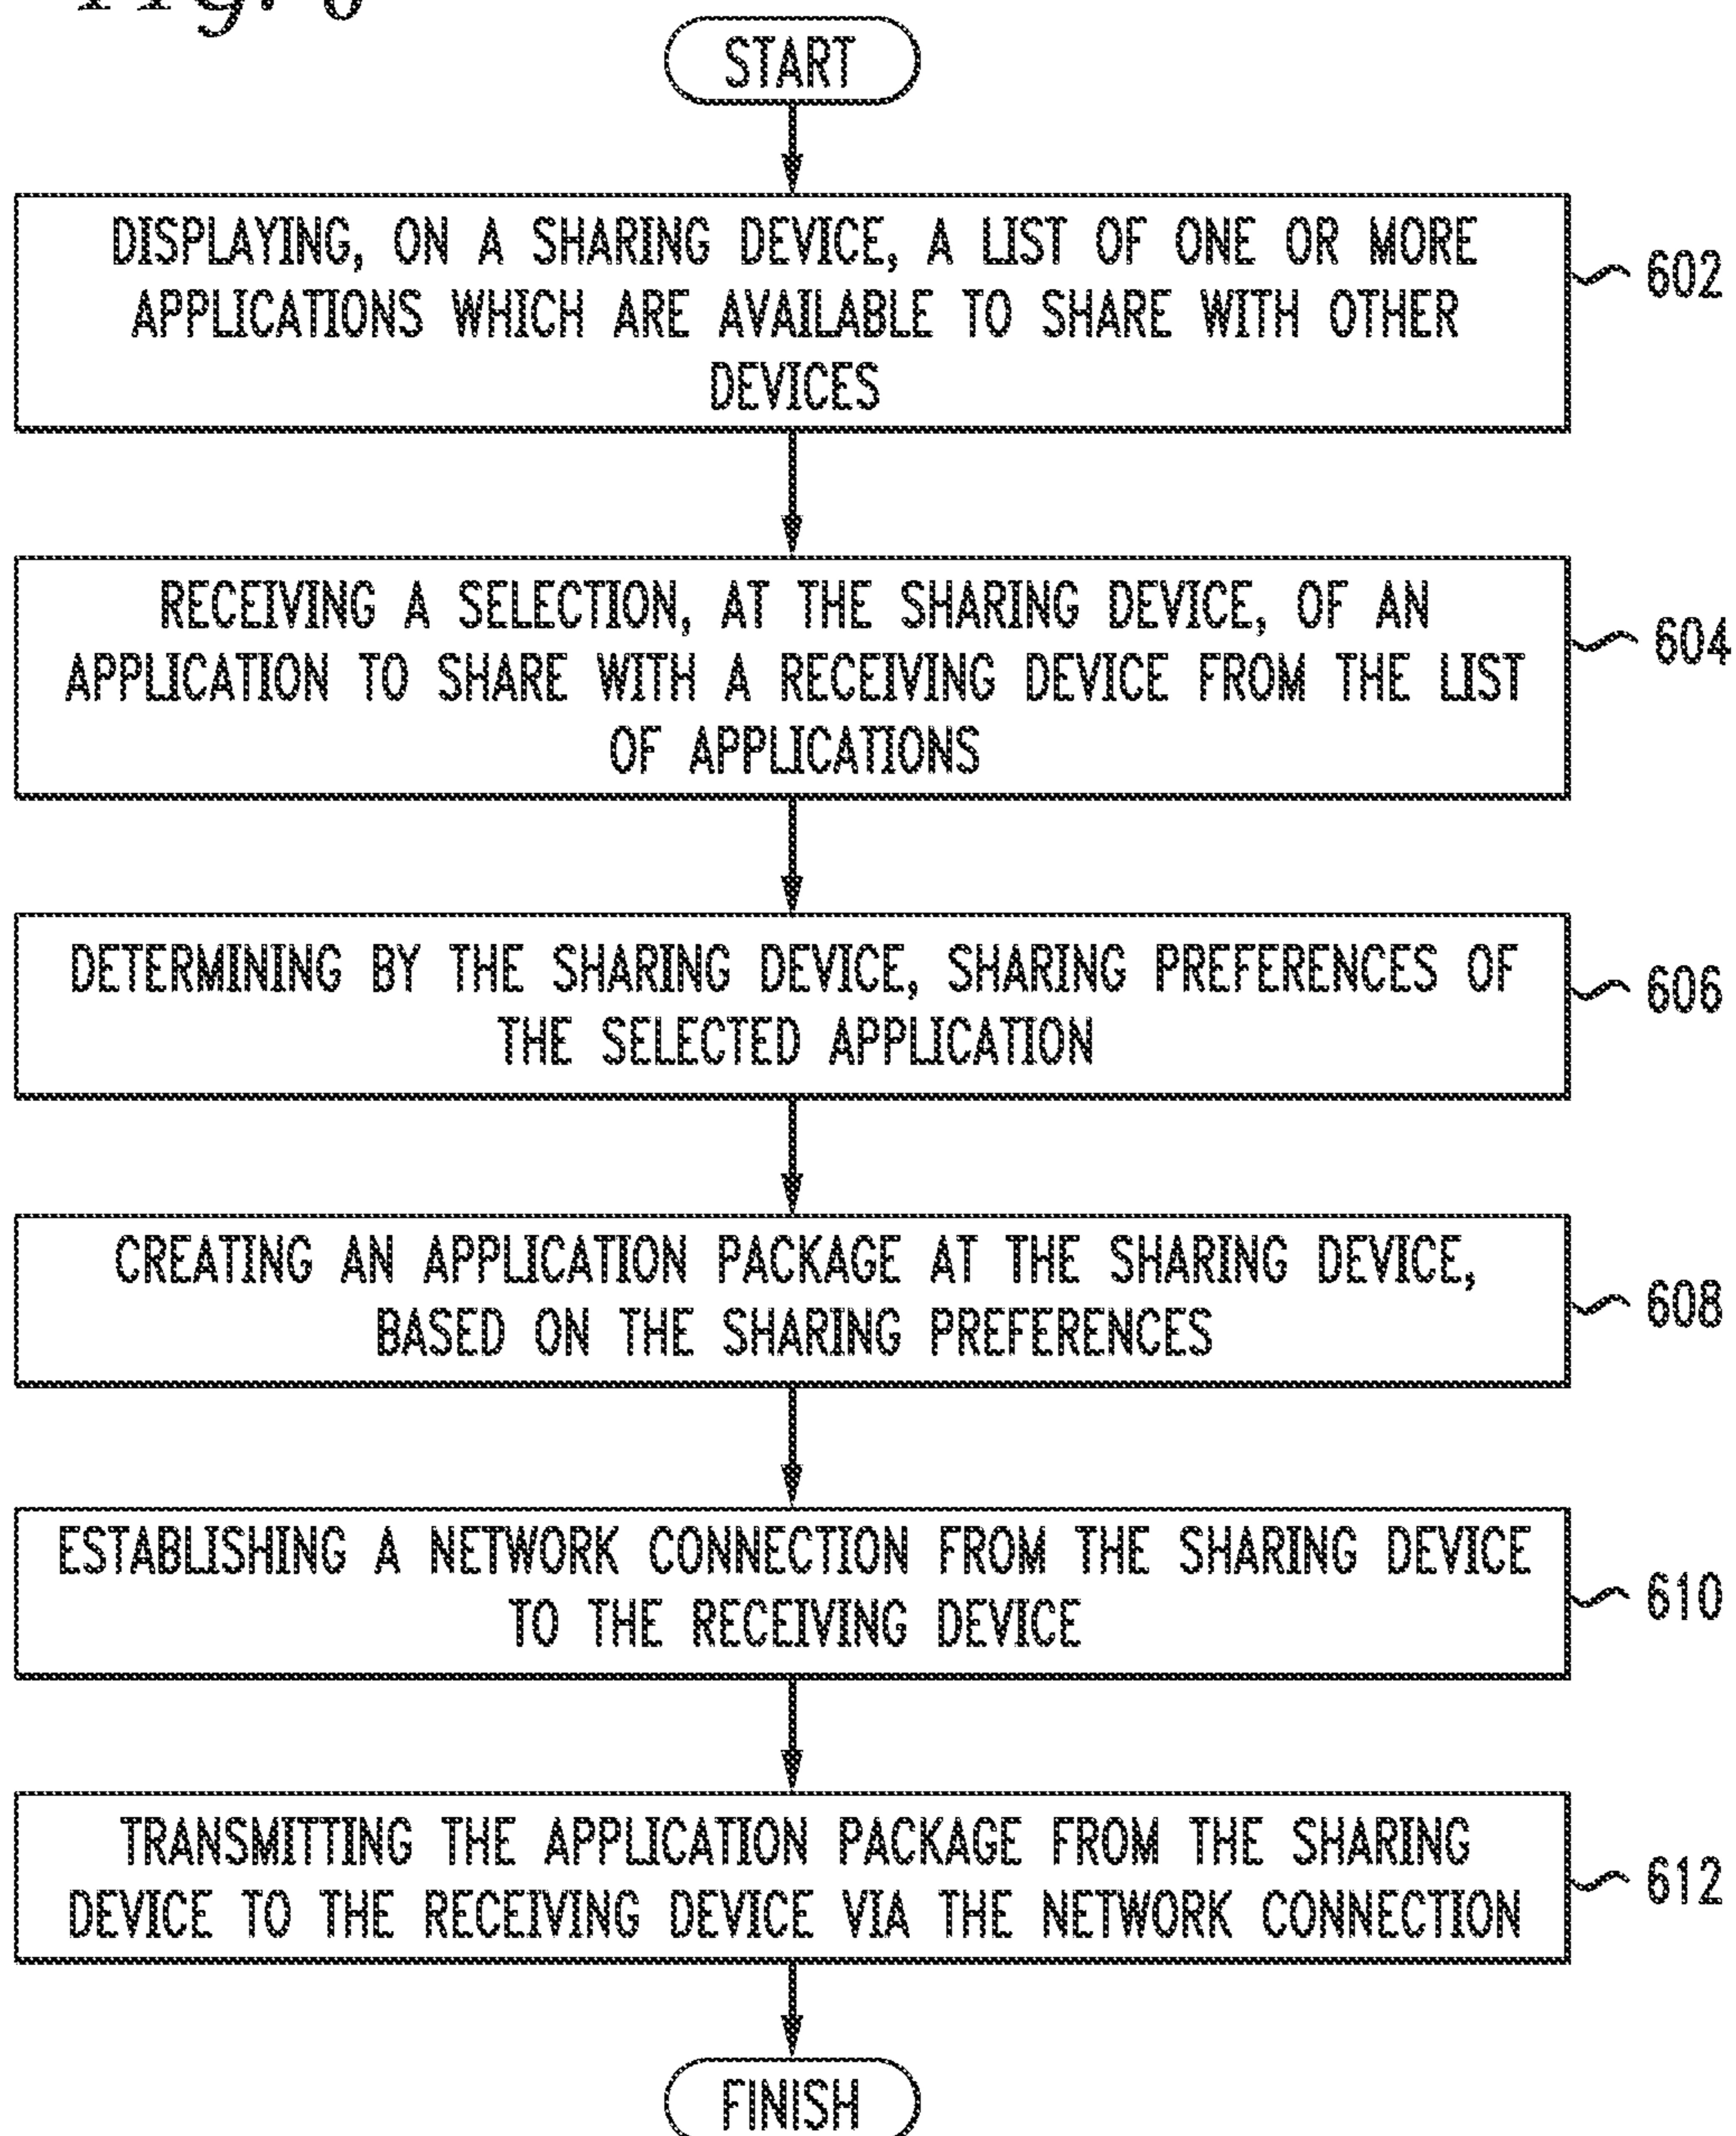 Fig. 6
START
DISPLAYING, ON A SHARING DEVICE, A LIST OF ONE OR MORE
APPLICATIONS WHICH ARE AVAILABLE TO SHARE WITH OTHER
DEVICES
602
RECEIVING A SELECTION, AT THE SHARING DEVICE, OF AN
APPLICATION TO SHARE WITH A RECEIVING DEVICE FROM THE LIST
OF APPLICATIONS
604
DETERMINING BY THE SHARING DEVICE, SHARING PREFERENCES OF
THE SELECTED APPLICATION
606
CREATING AN APPLICATION PACKAGE AT THE SHARING DEVICE,
BASED ON THE SHARING PREFERENCES
608
ESTABLISHING A NETWORK CONNECTION FROM THE SHARING DEVICE
TO THE RECEIVING DEVICE
610
TRANSMITTING THE APPLICATION PACKAGE FROM THE SHARING
DEVICE TO THE RECEIVING DEVICE VIA THE NETWORK CONNECTION
612
FINISH